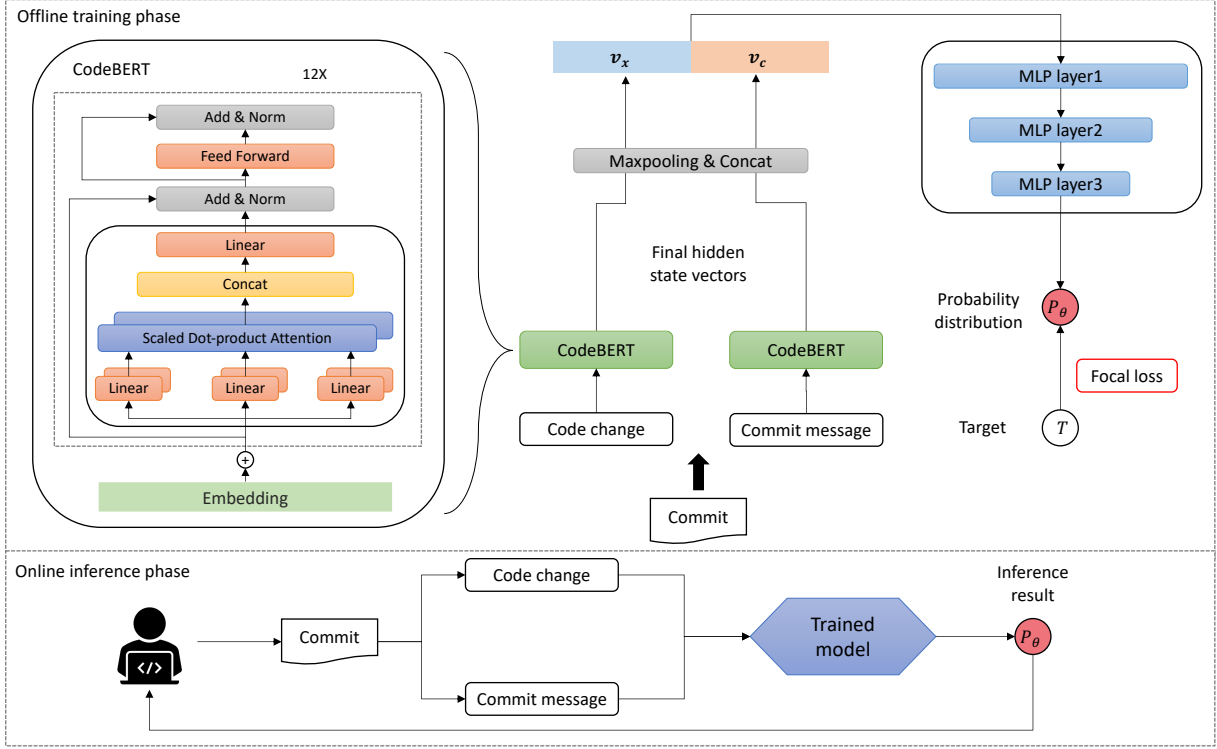 Offline training phase
CodeBERT
12X
Add & Norm
Feed Forward
Add & Norm
Linear
Concat
Scaled Dot-product Attention
Linear
Linear
Linear
+
Embedding
v_x
v_c
Maxpooling & Concat
Final hidden
state vectors
CodeBERT
CodeBERT
Code change
Commit message
Commit
MLP layer1
MLP layer2
MLP layer3
Probability
distribution
P_θ
Focal loss
Target
T
Online inference phase
</>
Commit
Code change
Commit message
Trained
model
Inference
result
P_θ